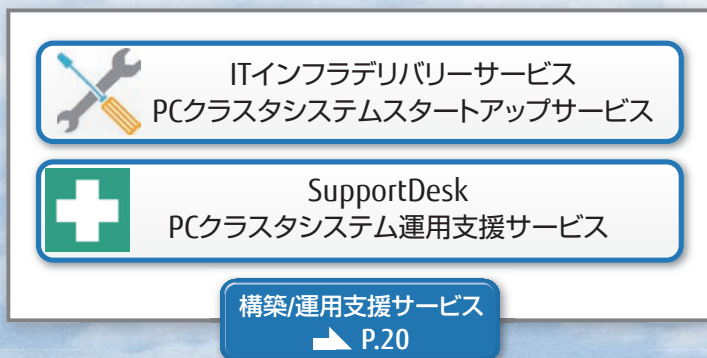 ITインフラデリバリーサービス
PCクラスタシステムスタートアップサービス
SupportDesk
PCクラスタシステム運用支援サービス
構築/運用支援サービス
P.20